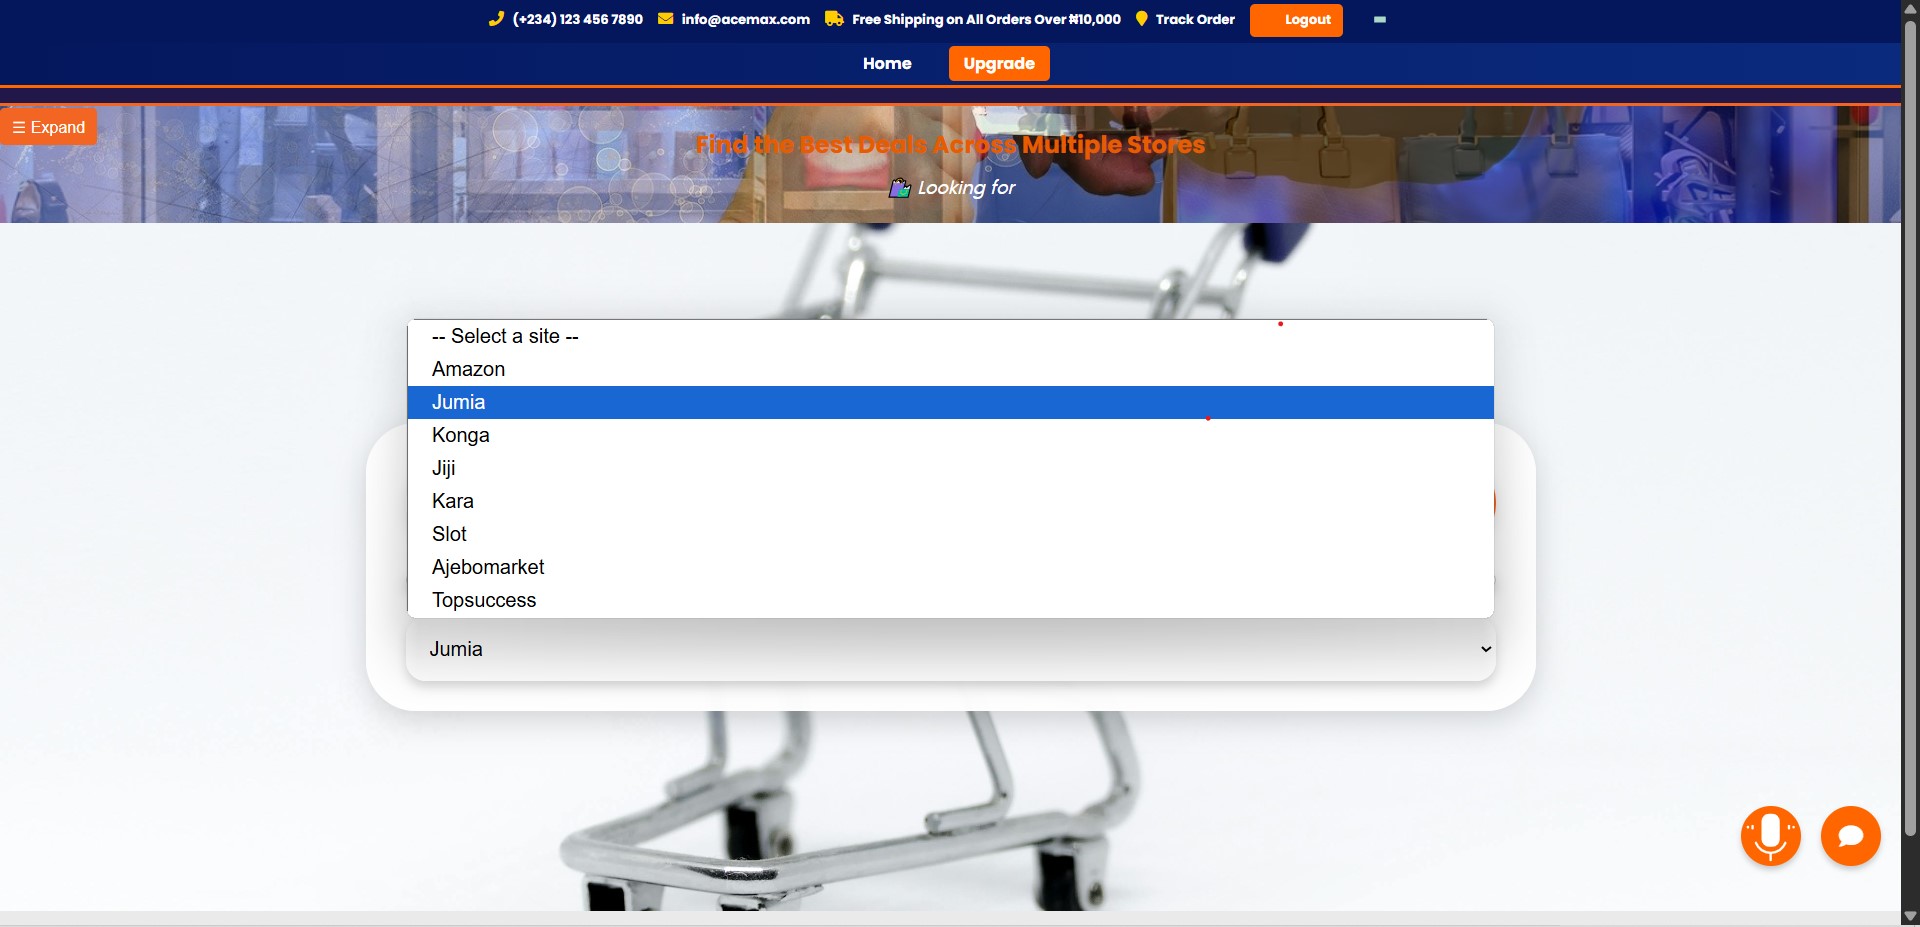 (+234) 123 456 7890 info@acemax.com Free Shipping on All Orders Over ₦10,000 Track Order Logout
Home Upgrade
☰ Expand
Find the Best Deals Across Multiple Stores
Looking for
-- Select a site --
Amazon
Jumia
Konga
Jiji
Kara
Slot
Ajebomarket
Topsuccess
Jumia